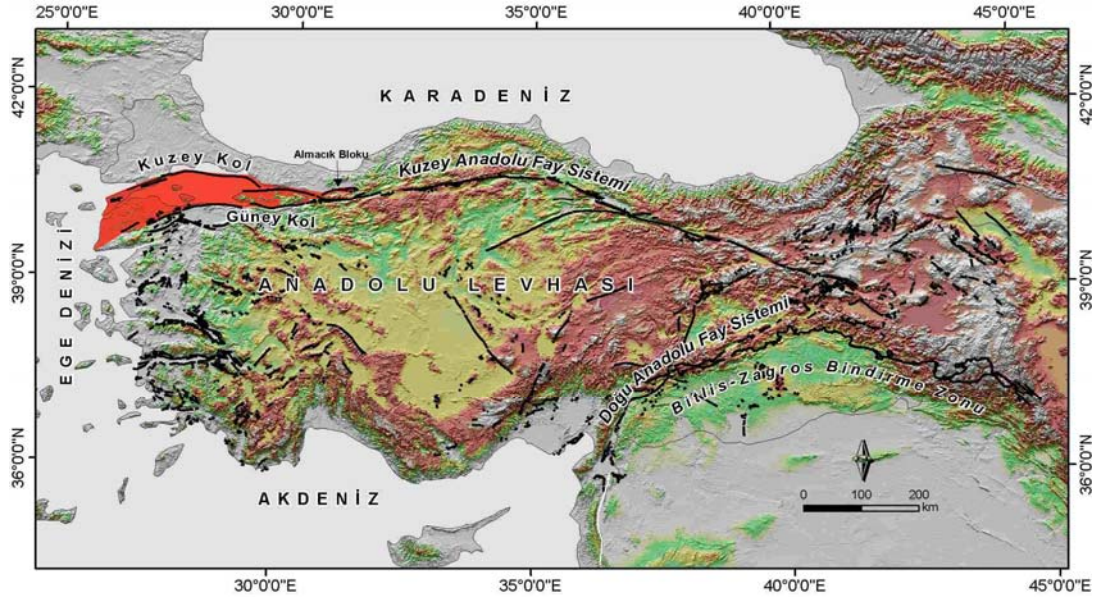 25°0'0"E 30°0'0"E 35°0'0"E 40°0'0"E 45°0'0"E
42°0'0"N
42°0'0"N
KARADENİZ
Kuzey Kol
Almacık Bloku
Kuzey Anadolu Fay Sistemi
Güney Kol
EGE DENİZİ
39°0'0"N
39°0'0"N
ANADOLU LEVHASI
Doğu Anadolu Fay Sistemi
Bitlis-Zagros Bindirme Zonu
36°0'0"N
36°0'0"N
AKDENİZ
0 100 200
km
30°0'0"E 35°0'0"E 40°0'0"E 45°0'0"E